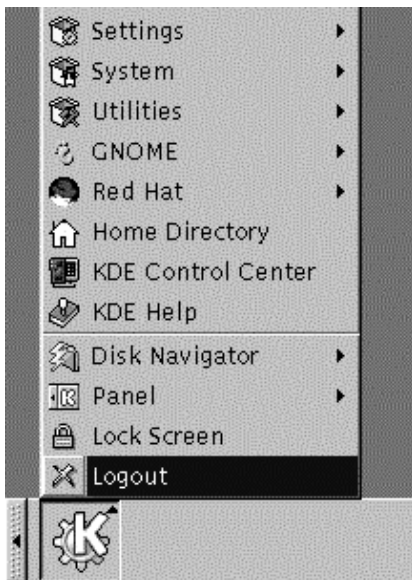 Settings
System
Utilities
GNOME
Red Hat
Home Directory
KDE Control Center
KDE Help
Disk Navigator
Panel
Lock Screen
Logout
K